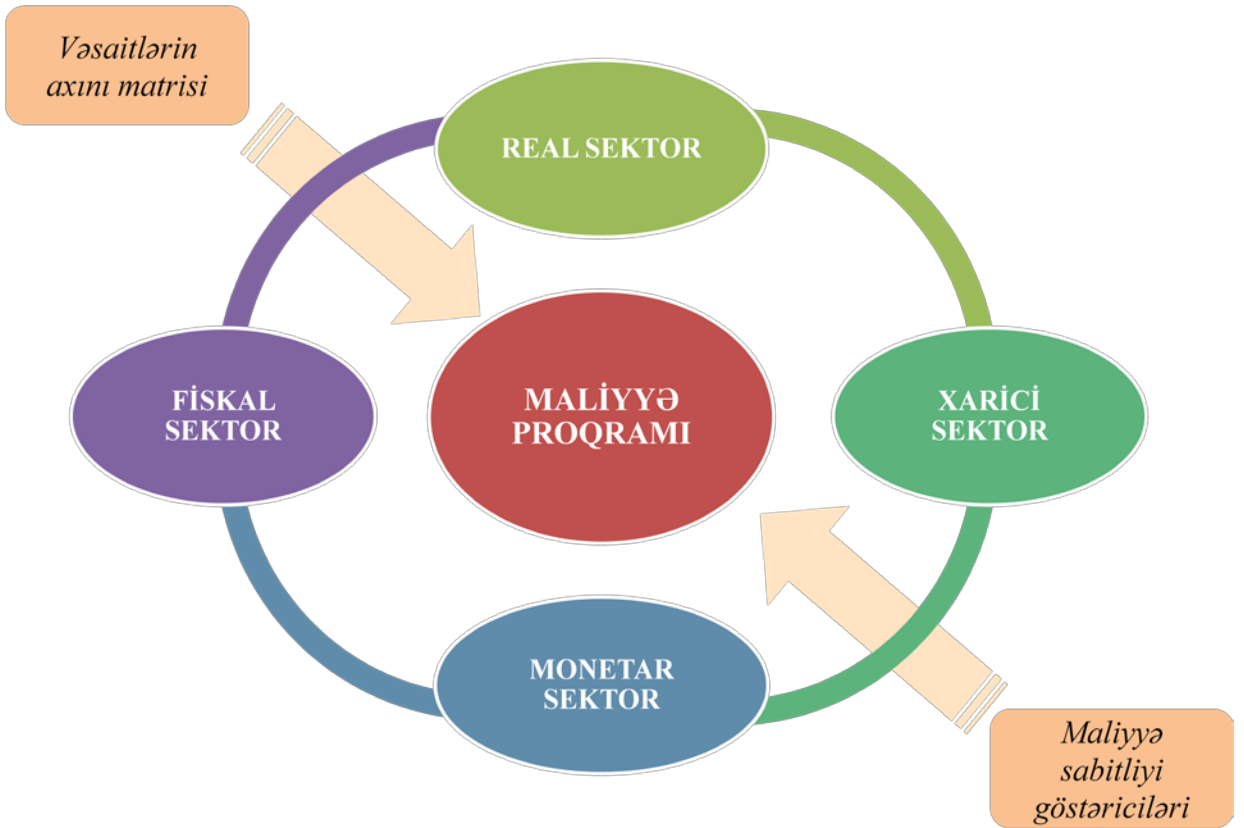 Vəsaitlərin
axını matrisi
REAL SEKTOR
FİSKAL
SEKTOR
MALİYYƏ
PROQRAMI
XARİCİ
SEKTOR
MONETAR
SEKTOR
Maliyyə
sabitliyi
göstəriciləri